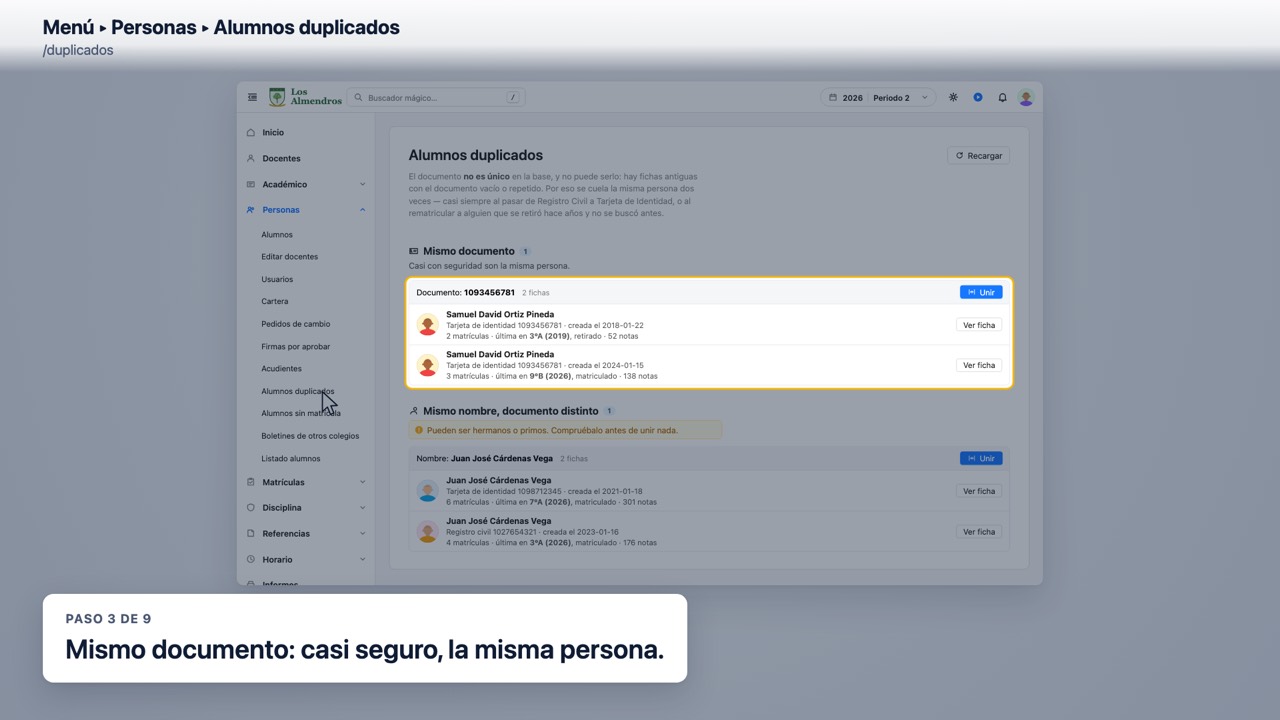 Menú ▸ Personas ▸ Alumnos duplicados
/duplicados
Los Almendros
Buscador mágico...
/
2026 Periodo 2
Inicio
Docentes
Académico
Personas
Alumnos
Editar docentes
Usuarios
Cartera
Pedidos de cambio
Firmas por aprobar
Acudientes
Alumnos duplicados
Alumnos sin matrícula
Boletines de otros colegios
Listado alumnos
Matrículas
Disciplina
Referencias
Horario
Informes
Alumnos duplicados
Recargar
El documento no es único en la base, y no puede serlo: hay fichas antiguas
con el documento vacío o repetido. Por eso se cuela la misma persona dos
veces — casi siempre al pasar de Registro Civil a Tarjeta de Identidad, o al
rematricular a alguien que se retiró hace años y no se buscó antes.
Mismo documento 1
Casi con seguridad son la misma persona.
Documento: 1093456781 2 fichas
Unir
Samuel David Ortiz Pineda
Tarjeta de identidad 1093456781 · creada el 2018-01-22
2 matrículas · última en 3ªA (2019), retirado · 52 notas
Ver ficha
Samuel David Ortiz Pineda
Tarjeta de identidad 1093456781 · creada el 2024-01-15
3 matrículas · última en 9ªB (2026), matriculado · 138 notas
Ver ficha
Mismo nombre, documento distinto 1
Pueden ser hermanos o primos. Compruébalo antes de unir nada.
Nombre: Juan José Cárdenas Vega 2 fichas
Unir
Juan José Cárdenas Vega
Tarjeta de identidad 1098712345 · creada el 2021-01-18
6 matrículas · última en 7ªA (2026), matriculado · 301 notas
Ver ficha
Juan José Cárdenas Vega
Registro civil 1027654321 · creada el 2023-01-16
4 matrículas · última en 3ªA (2026), matriculado · 176 notas
Ver ficha
PASO 3 DE 9
Mismo documento: casi seguro, la misma persona.